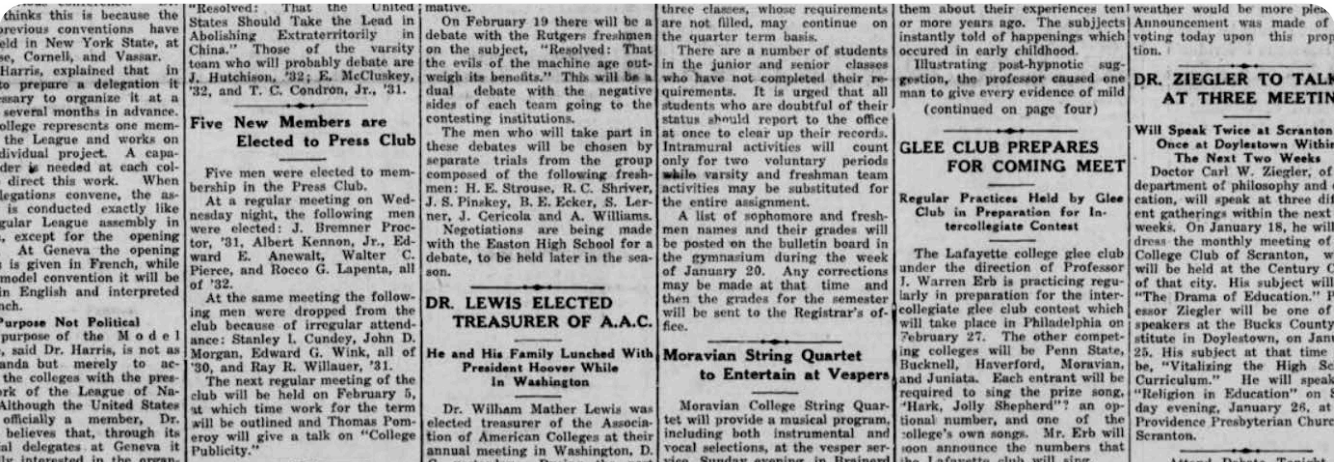 thinks this is because the
previous conventions have
eld in New York State, at
se, Cornell, and Vassar.
Harris, explained that in
to prepare a delegation it
ssary to organize it at a
several months in advance.
ollege represents one mem-
the League and works on
dividual project. A capa-
der is needed at each col-
direct this work. When
legations convene, the as-
is conducted exactly like
gular League assembly in
, except for the opening
At Geneva the opening
is given in French, while
model convention it will be
in English and interpreted
nch.
Purpose Not Political
purpose of the Model
, said Dr. Harris, is not as
anda but merely to ac-
the colleges with the pres-
rk of the League of Na-
Although the United States
officially a member, Dr.
believes that, through its
al delegates at Geneva it
"Resolved: That the United
States Should Take the Lead in
Abolishing Extraterritorily in
China." Those of the varsity
team who will probably debate are
J. Hutchison, '32; E. McCluskey,
'32, and T. C. Condron, Jr., '31.
Five New Members are
Elected to Press Club
Five men were elected to mem-
bership in the Press Club.
At a regular meeting on Wed-
nesday night, the following men
were elected: J. Bremner Proc-
tor, '31, Albert Kennon, Jr., Ed-
ward E. Anewalt, Walter C.
Pierce, and Rocco G. Lapenta, all
of '32.
At the same meeting the follow-
ing men were dropped from the
club because of irregular attend-
ance: Stanley I. Cundey, John D.
Morgan, Edward G. Wink, all of
'30, and Ray R. Willauer, '31.
The next regular meeting of the
club will be held on February 5,
at which time work for the term
will be outlined and Thomas Pom-
eroy will give a talk on "College
Publicity."
mative.
On February 19 there will be a
debate with the Rutgers freshmen
on the subject, "Resolved: That
the evils of the machine age out-
weigh its benefits." This will be a
dual debate with the negative
sides of each team going to the
contesting institutions.
The men who will take part in
these debates will be chosen by
separate trials from the group
composed of the following fresh-
men: H. E. Strouse, R. C. Shriver,
J. S. Pinskey, B. E. Ecker, S. Ler-
ner, J. Cericola and A. Williams.
Negotiations are being made
with the Easton High School for a
debate, to be held later in the sea-
son.
DR. LEWIS ELECTED
TREASURER OF A.A.C.
He and His Family Lunched With
President Hoover While
In Washington
Dr. William Mather Lewis was
elected treasurer of the Associa-
tion of American Colleges at their
annual meeting in Washington, D.
three classes, whose requirements
are not filled, may continue on
the quarter term basis.
There are a number of students
in the junior and senior classes
who have not completed their re-
quirements. It is urged that all
students who are doubtful of their
status should report to the office
at once to clear up their records.
Intramural activities will count
only for two voluntary periods
while varsity and freshman team
activities may be substituted for
the entire assignment.
A list of sophomore and fresh-
men names and their grades will
be posted on the bulletin board in
the gymnasium during the week
of January 20. Any corrections
may be made at that time and
then the grades for the semester
will be sent to the Registrar's of-
fice.
Moravian String Quartet
to Entertain at Vespers
Moravian College String Quar-
tet will provide a musical program,
including both instrumental and
vocal selections, at the vesper ser-
vice Sunday evening, in Brainerd
them about their experiences ten
or more years ago. The subjjects
instantly told of happenings which
occured in early childhood.
Illustrating post-hypnotic sug-
gestion, the professor caused one
man to give every evidence of mild
(continued on page four)
GLEE CLUB PREPARES
FOR COMING MEET
Regular Practices Held by Glee
Club in Preparation for In-
tercollegiate Contest
The Lafayette college glee club
under the direction of Professor
J. Warren Erb is practicing regu-
larly in preparation for the inter-
collegiate glee club contest which
will take place in Philadelphia on
February 27. The other compet-
ing colleges will be Penn State,
Bucknell, Haverford, Moravian,
and Juniata. Each entrant will be
required to sing the prize song,
"Hark, Jolly Shepherd"? an op-
tional number, and one of the
college's own songs. Mr. Erb will
soon announce the numbers that
the Lafayette club will sing
weather would be more plea
Announcement was made of
voting today upon this prop
tion.
DR. ZIEGLER TO TALK
AT THREE MEETIN
Will Speak Twice at Scranton
Once at Doylestown Within
The Next Two Weeks
Doctor Carl W. Ziegler, of
department of philosophy and
cation, will speak at three dif
ent gatherings within the next
weeks. On January 18, he will
dress the monthly meeting of
College Club of Scranton, w
will be held at the Century C
of that city. His subject will
"The Drama of Education." P
essor Ziegler will be one of
speakers at the Bucks County
stitute in Doylestown, on Janu
25. His subject at that time
be, "Vitalizing the High Sc
Curriculum." He will speak
"Religion in Education" on S
day evening, January 26, at
Providence Presbyterian Churc
Scranton.